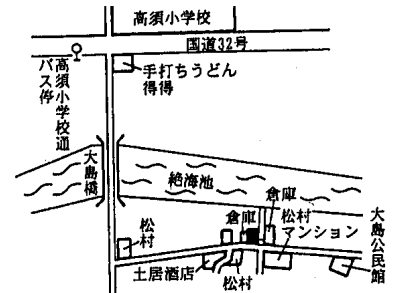 高須小学校
国道32号
高須小学校通
バス停
手打ちうどん
得得
大島橋
絶海池
倉庫
倉庫
松村
マンション
大島公民館
松村
土居酒店
松村